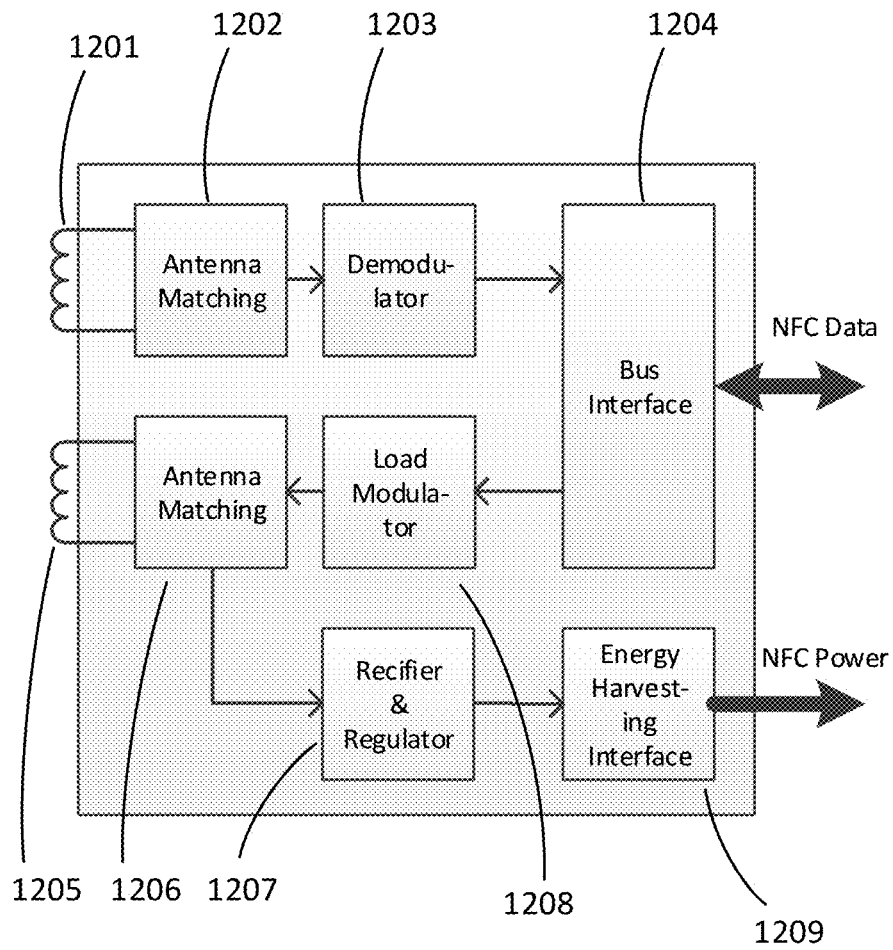 1201
1202
1203
1204
Antenna
Matching
Demodu-
lator
Bus
Interface
NFC Data
Antenna
Matching
Load
Modula-
tor
Recifier
&
Regulator
Energy
Harvest-
ing
Interface
NFC Power
1205
1206
1207
1208
1209